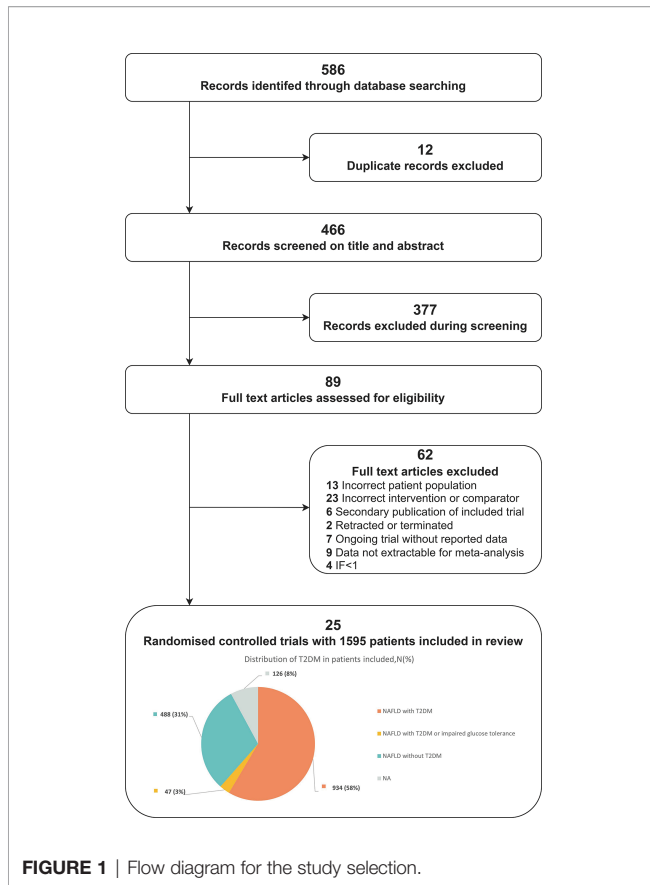 586
Records identifed through database searching
12
Duplicate records excluded
466
Records screened on title and abstract
377
Records excluded during screening
89
Full text articles assessed for eligibility
62
Full text articles excluded
13 Incorrect patient population
23 Incorrect intervention or comparator
6 Secondary publication of included trial
2 Retracted or terminated
7 Ongoing trial without reported data
9 Data not extractable for meta-analysis
4 IF<1
25
Randomised controlled trials with 1595 patients included in review
Distribution of T2DM in patients included,N(%)
126 (8%)
488 (31%)
47 (3%)
934 (58%)
NAFLD with T2DM
NAFLD with T2DM or impaired glucose tolerance
NAFLD without T2DM
NA
FIGURE 1 | Flow diagram for the study selection.